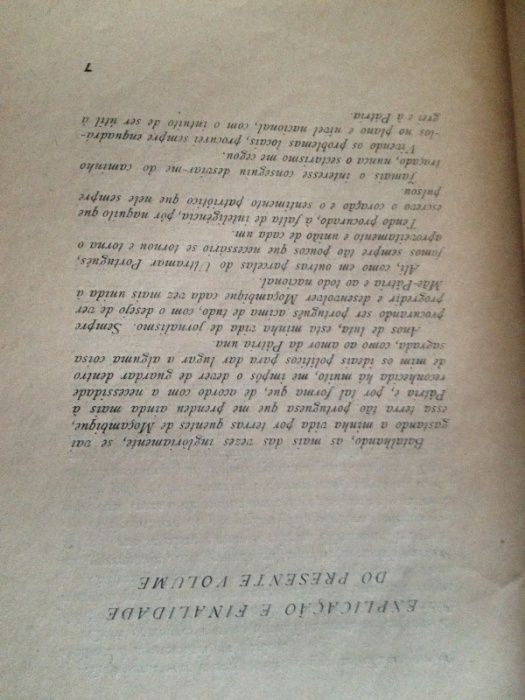 EXPLICAÇÃO E FINALIDADE
DO PRESENTE VOLUME
Batalhando, as mais das vezes inglòriamente, se vai
gastando a minha vida por terras quentes de Moçambique,
essa terra tão portuguesa que me prendeu ainda mais à
Pátria e, por tal forma que, de acordo com a necessidade
reconhecida há muito, me impôs o dever de guardar dentro
de mim os ideais políticos para dar lugar a alguma coisa
sagrada, como ao amor da Pátria una.
Anos de luta, esta minha vida de jornalismo. Sempre
procurando ser português acima de tudo, com o desejo de ver
progredir e desenvolver Moçambique cada vez mais unida à
Mãe-Pátria e ao todo nacional.
Ali, como em outras parcelas do Ultramar Português,
fomos sempre tão poucos que necessário se tornou e torna o
aproveitamento e união de cada um.
Tendo procurado, a falta de inteligência, pôr naquilo que
escrevo o coração e o sentimento patriótico que nele sempre
pulsou.
Jamais o interesse conseguiu desviar-me do caminho
traçado, nunca o sectarismo me cegou.
Vivendo os problemas locais, procurei sempre enquadrá-
-los no plano e nível nacional, com o intuito de ser útil à
grei e à Pátria.
7